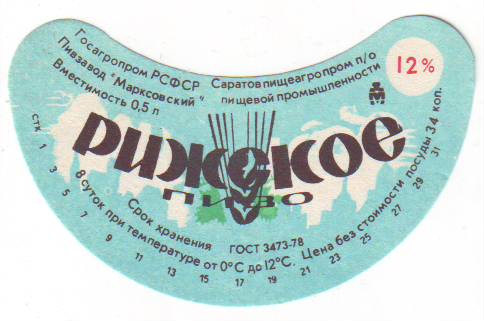 Госагропром РСФСР Саратовпищеагропром п/о
Пивзавод "Марксовский" пищевой промышленности
Вместимость 0,5 л
12%
М
РИЖСКОЕ
ПИВО
Срок хранения ГОСТ 3473-78
8 суток при температуре от 0°С до 12°С. Цена без стоимости посуды 34 коп.
СТК 1 3 5 7 9 11 13 15 17 19 21 23 25 27 29 31